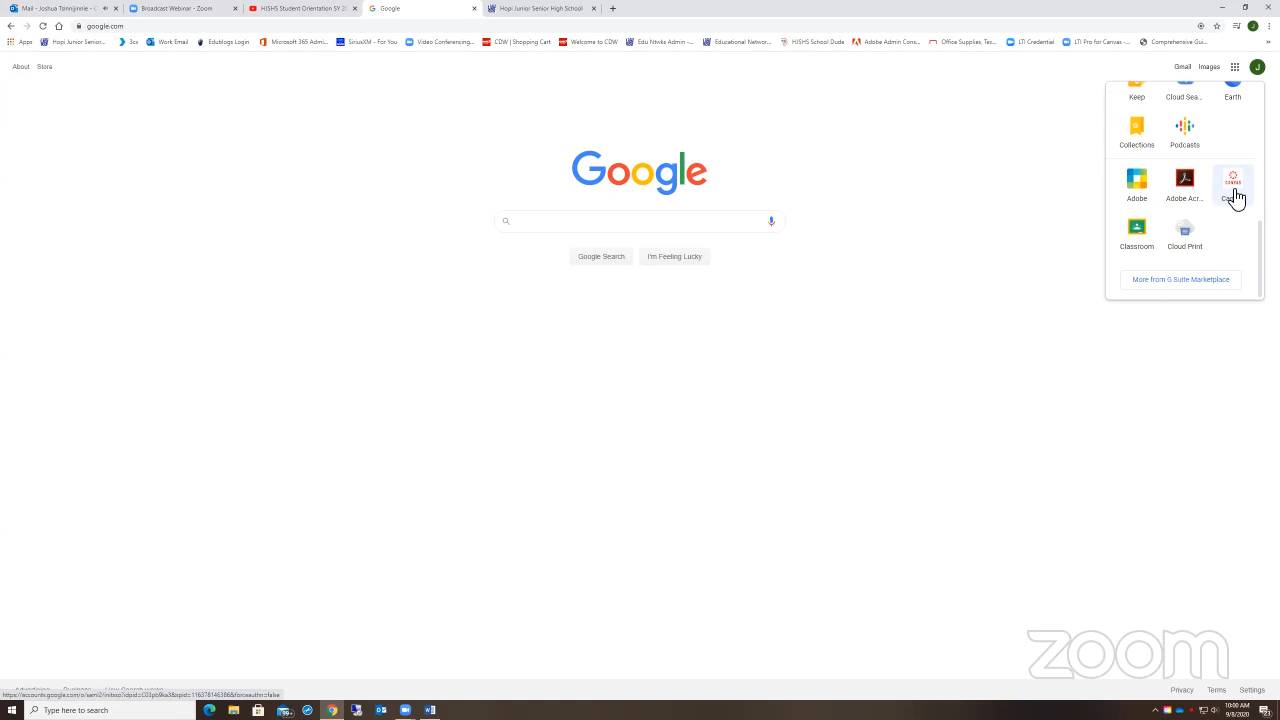 Mail - Joshua Tsinnijinnie - O
Broadcast Webinar - Zoom
HJSHS Student Orientation SY 20
Google
Hopi Junior Senior High School
google.com
Apps
Hopi Junior Senior...
3cx
Work Email
Edublogs Login
Microsoft 365 Admi...
SiriusXM - For You
Video Conferencing,...
CDW | Shopping Cart
Welcome to CDW
Edu Ntwks Admin -...
Educational Networ...
HJSHS School Dude
Adobe Admin Cons...
Office Supplies, Tec...
LTI Credential
LTI Pro for Canvas -...
Comprehensive Gui...
About
Store
Gmail
Images
J
Keep
Cloud Sea...
Earth
Collections
Podcasts
CANVAS
Adobe
Adobe Acr...
Classroom
Cloud Print
More from G Suite Marketplace
Google
Google Search
I'm Feeling Lucky
zoom
Privacy
Terms
Settings
Type here to search
99+
10:00 AM
9/8/2020